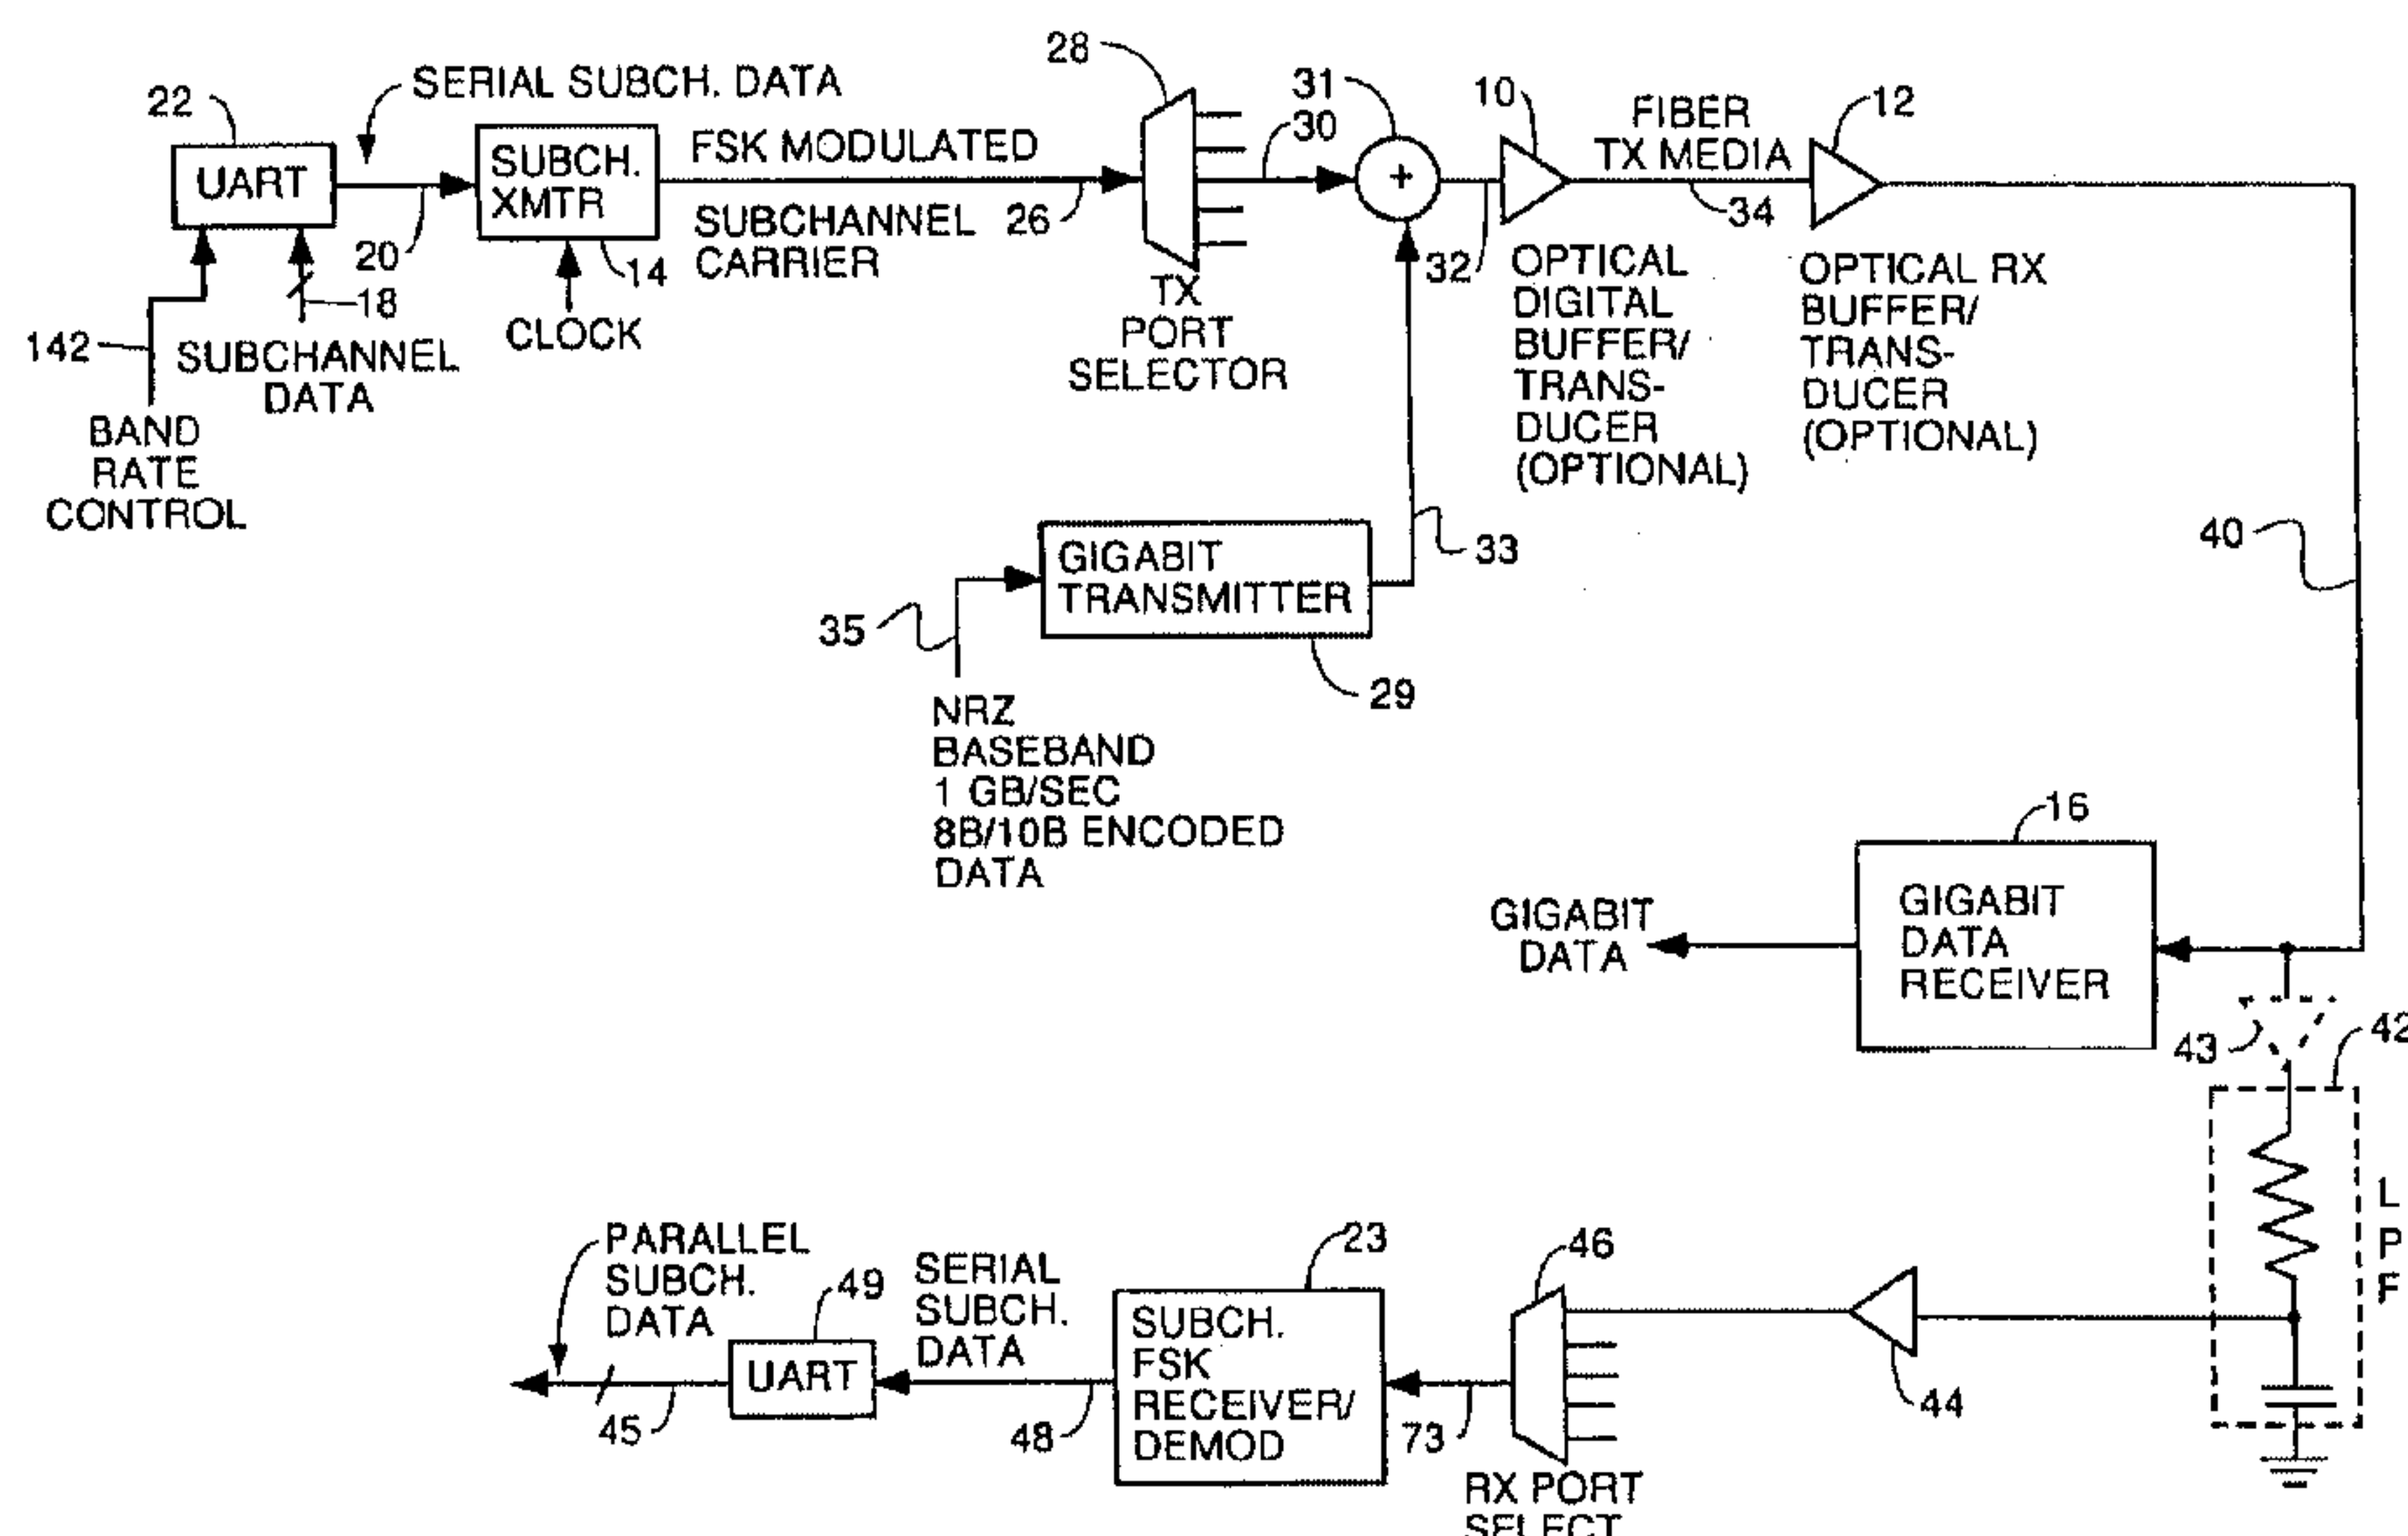 28
31
30
10
FIBER
TX MEDIA
12
22
SERIAL SUBCH. DATA
UART
SUBCH.
XMTR
FSK MODULATED
SUBCHANNEL
CARRIER
26
+
34
20
14
32
18
142
SUBCHANNEL
DATA
CLOCK
TX
PORT
SELECTOR
OPTICAL
DIGITAL
BUFFER/
TRANS-
DUCER
(OPTIONAL)
OPTICAL RX
BUFFER/
TRANS-
DUCER
(OPTIONAL)
BAND
RATE
CONTROL
GIGABIT
TRANSMITTER
33
40
35
29
NRZ
BASEBAND
1 GB/SEC
8B/10B ENCODED
DATA
16
GIGABIT
DATA
GIGABIT
DATA
RECEIVER
43
42
L
P
F
PARALLEL
SUBCH.
DATA
49
SERIAL
SUBCH.
DATA
23
46
UART
SUBCH.
FSK
RECEIVER/
DEMOD
45
48
73
44
RX PORT
SELECT